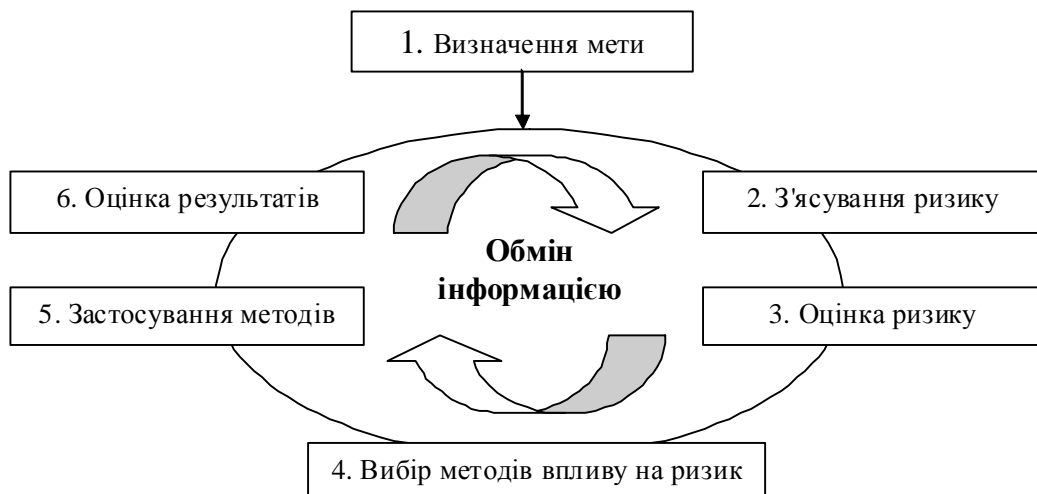 1. Визначення мети
6. Оцінка результатів
2. З'ясування ризику
Обмін
інформацією
5. Застосування методів
3. Оцінка ризику
4. Вибір методів впливу на ризик